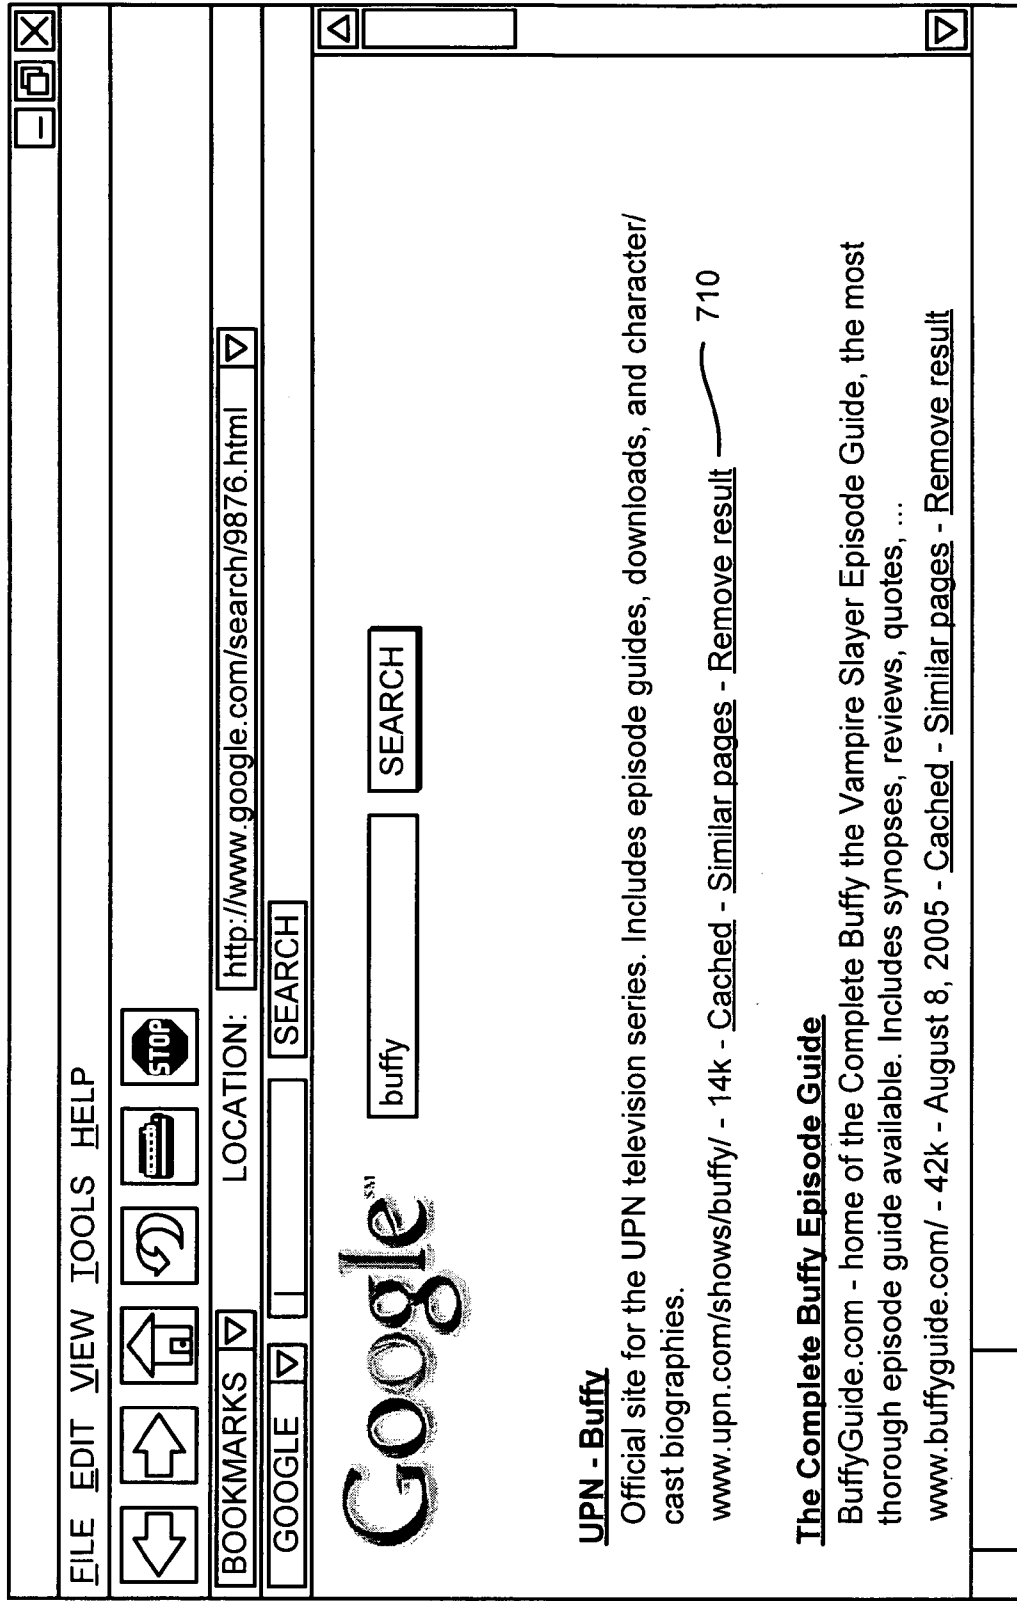 FILE EDIT VIEW TOOLS HELP
STOP
BOOKMARKS LOCATION: http://www.google.com/search/9876.html
GOOGLE SEARCH
Google SM buffy SEARCH
UPN - Buffy
Official site for the UPN television series. Includes episode guides, downloads, and character/
cast biographies.
www.upn.com/shows/buffy/ - 14k - Cached - Similar pages - Remove result 710
The Complete Buffy Episode Guide
BuffyGuide.com - home of the Complete Buffy the Vampire Slayer Episode Guide, the most
thorough episode guide available. Includes synopses, reviews, quotes, ...
www.buffyguide.com/ - 42k - August 8, 2005 - Cached - Similar pages - Remove result